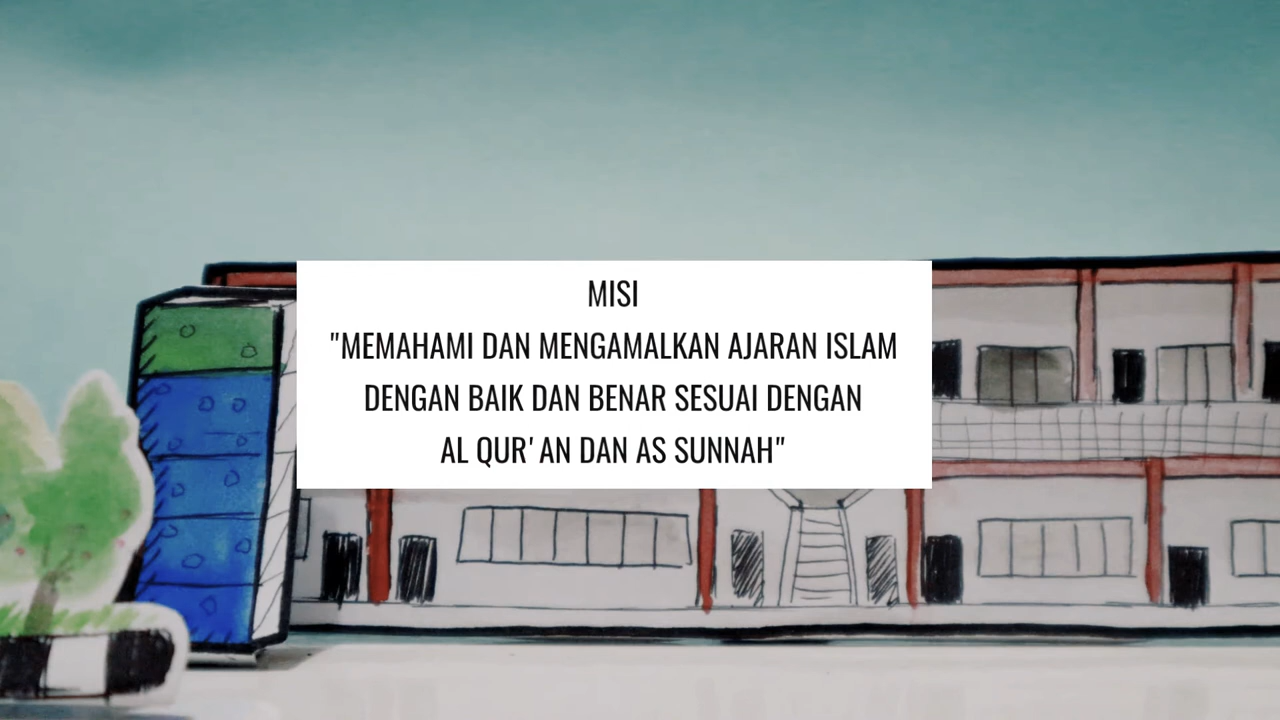 MISI
"MEMAHAMI DAN MENGAMALKAN AJARAN ISLAM
DENGAN BAIK DAN BENAR SESUAI DENGAN
AL QUR'AN DAN AS SUNNAH"